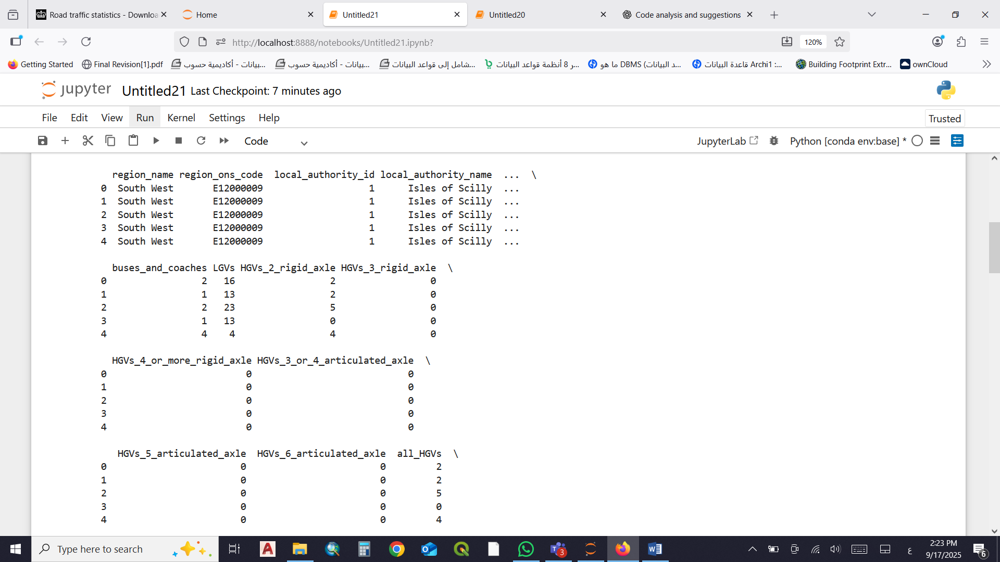 Road traffic statistics - Downloa
Home
Untitled21
Untitled20
Code analysis and suggestions
http://localhost:8888/notebooks/Untitled21.ipynb?
120%
Getting Started
Final Revision[1].pdf
بيانات - أكاديمية حسوب...
بيانات - أكاديمية حسوب...
شامل إلى قواعد البيانات...
ر 8 أنظمة قواعد البيانات...
ما هو DBMS (د البيانات...
قاعدة البيانات Archi1 :...
Building Footprint Extr...
ownCloud
jupyter
Untitled21 Last Checkpoint: 7 minutes ago
File Edit View Run Kernel Settings Help
Trusted
Code
JupyterLab
Python [conda env:base] *
region_name region_ons_code local_authority_id local_authority_name ... \
0 South West E12000009 1 Isles of Scilly ...
1 South West E12000009 1 Isles of Scilly ...
2 South West E12000009 1 Isles of Scilly ...
3 South West E12000009 1 Isles of Scilly ...
4 South West E12000009 1 Isles of Scilly ...
buses_and_coaches LGVs HGVs_2_rigid_axle HGVs_3_rigid_axle \
0 2 16 2 0
1 1 13 2 0
2 2 23 5 0
3 1 13 0 0
4 4 4 4 0
HGVs_4_or_more_rigid_axle HGVs_3_or_4_articulated_axle \
0 0 0
1 0 0
2 0 0
3 0 0
4 0 0
HGVs_5_articulated_axle HGVs_6_articulated_axle all_HGVs \
0 0 0 2
1 0 0 2
2 0 0 5
3 0 0 0
4 0 0 4
Type here to search
3
ع
2:23 PM
9/17/2025
6